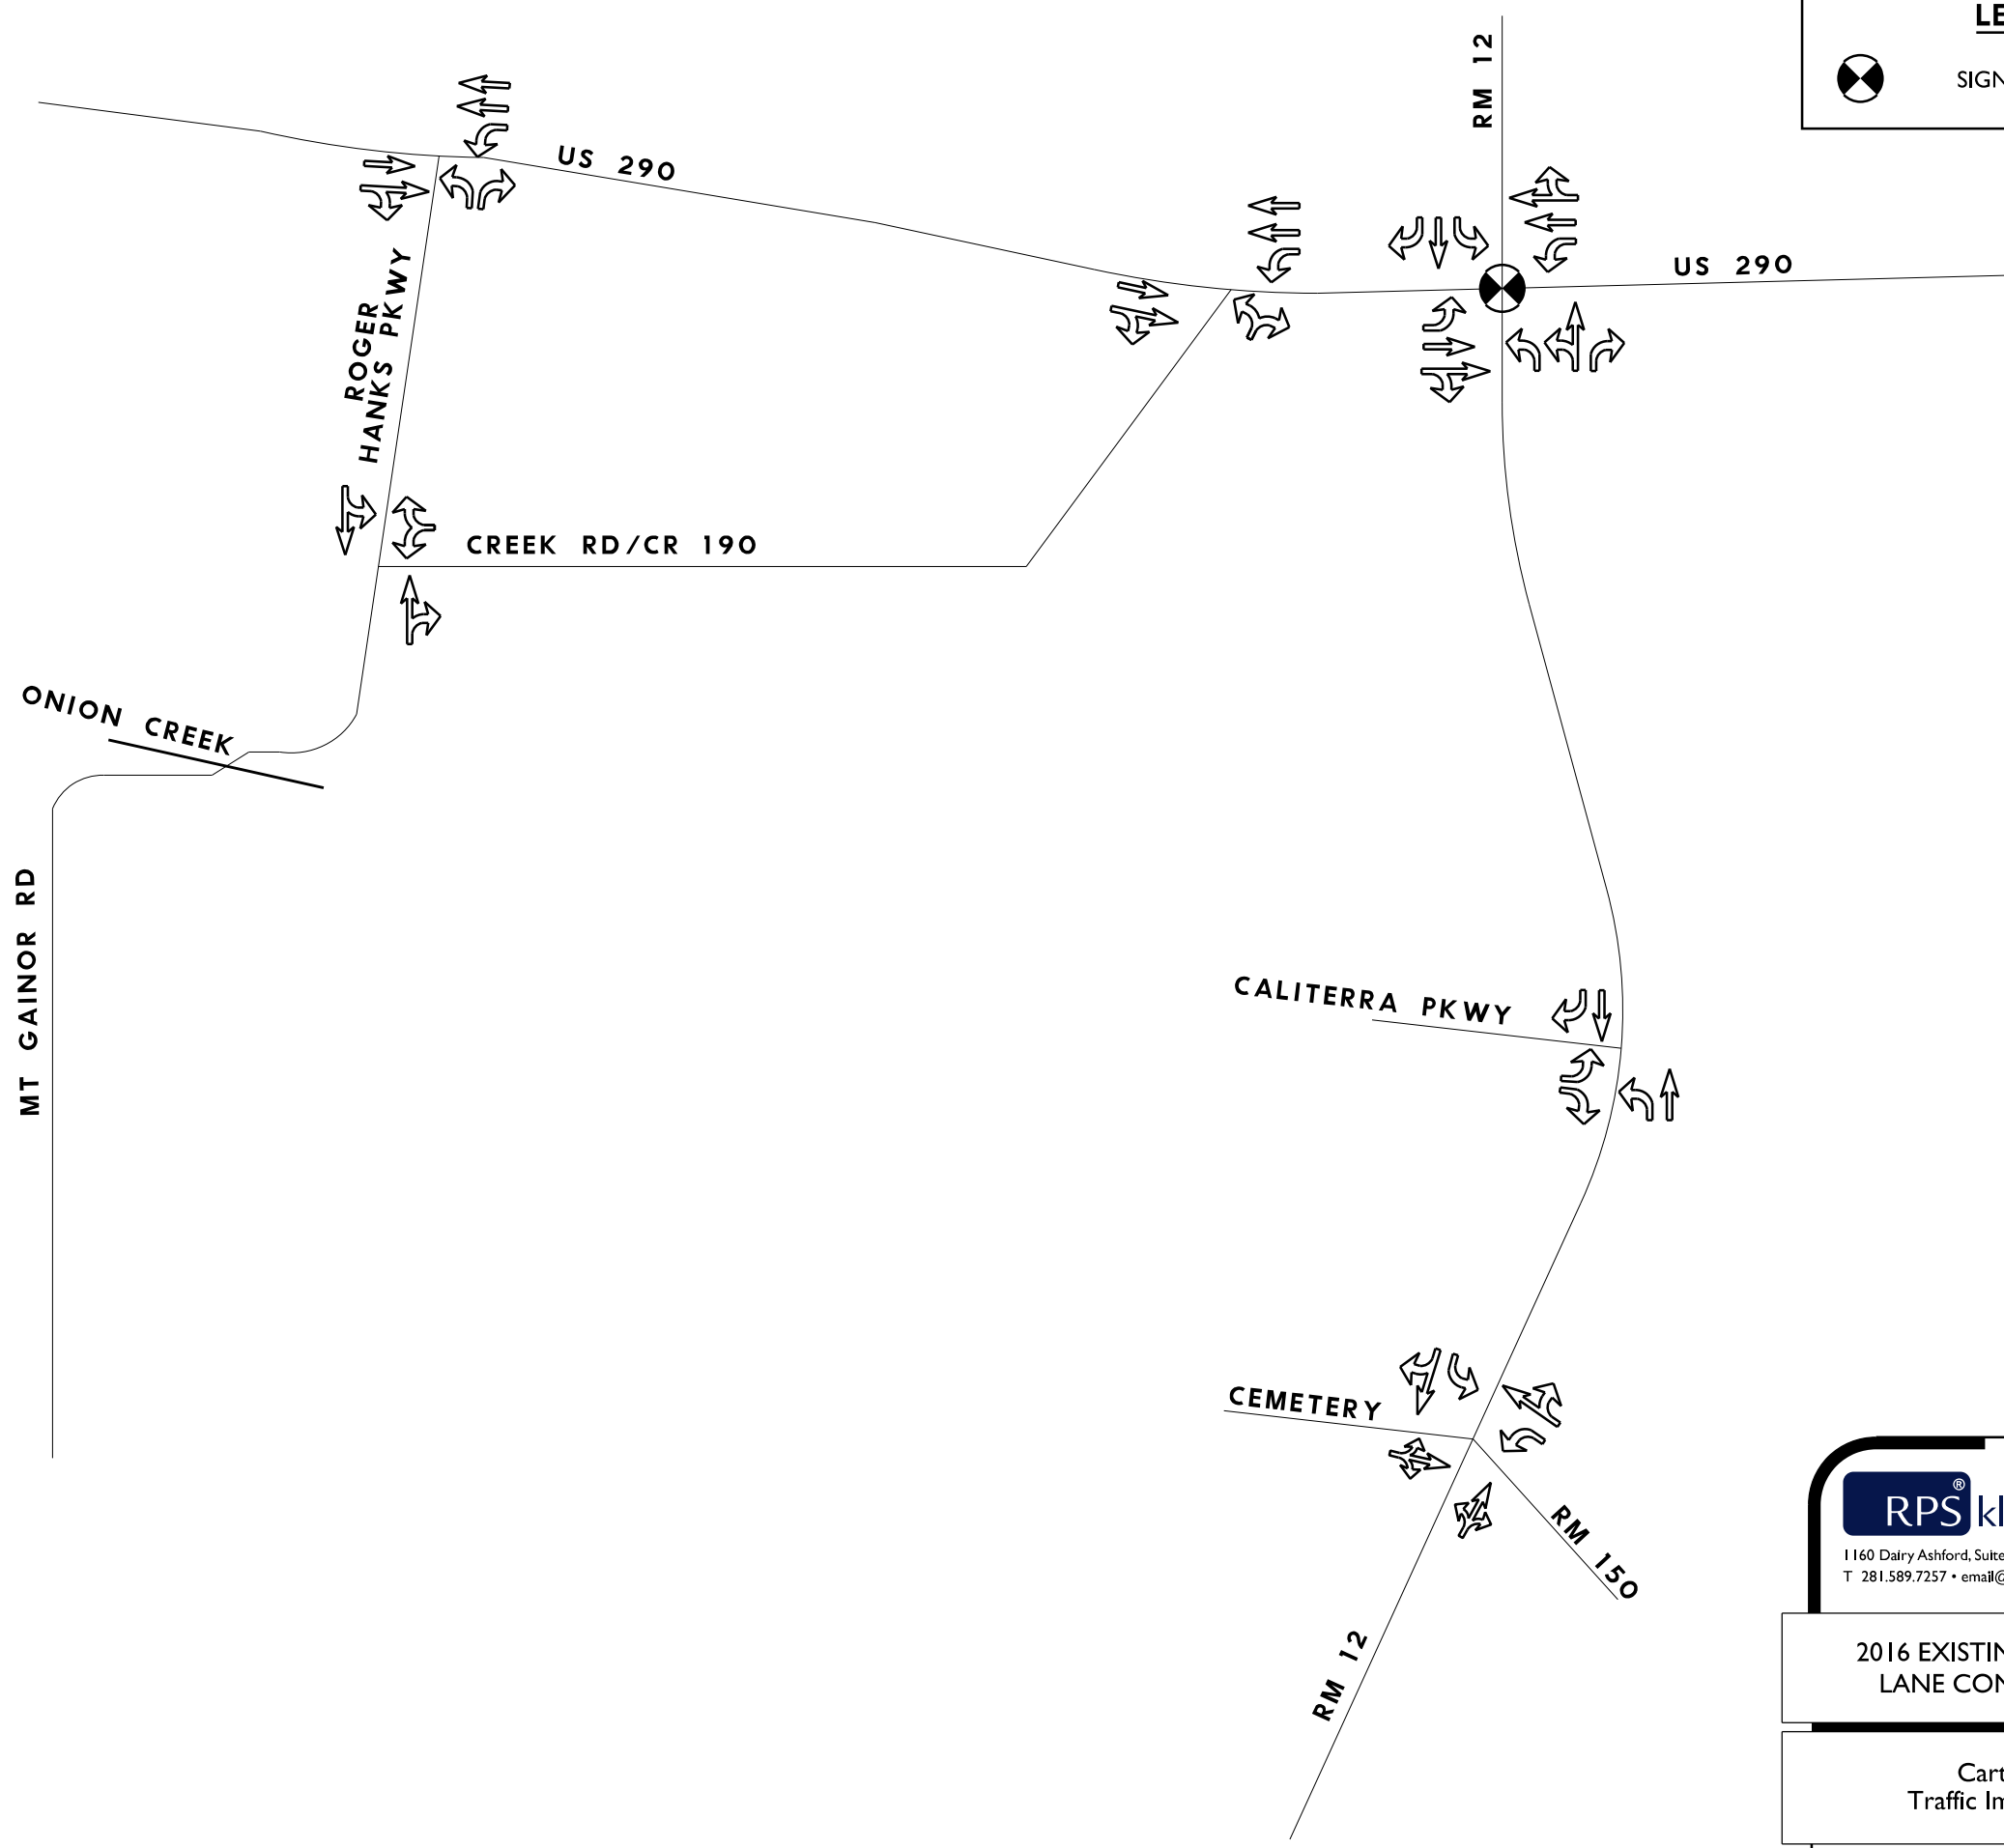 LE
RM 12
SIGN
US 290
US 290
ROGER
HANKS PKWY
CREEK RD/CR 190
ONION CREEK
MT GAINOR RD
CALITERRA PKWY
CEMETERY
RM 150
RM 12
RPS® kl
1160 Dairy Ashford, Suite
T 281.589.7257 • email@
2016 EXISTIN
LANE CON
Cart
Traffic Im